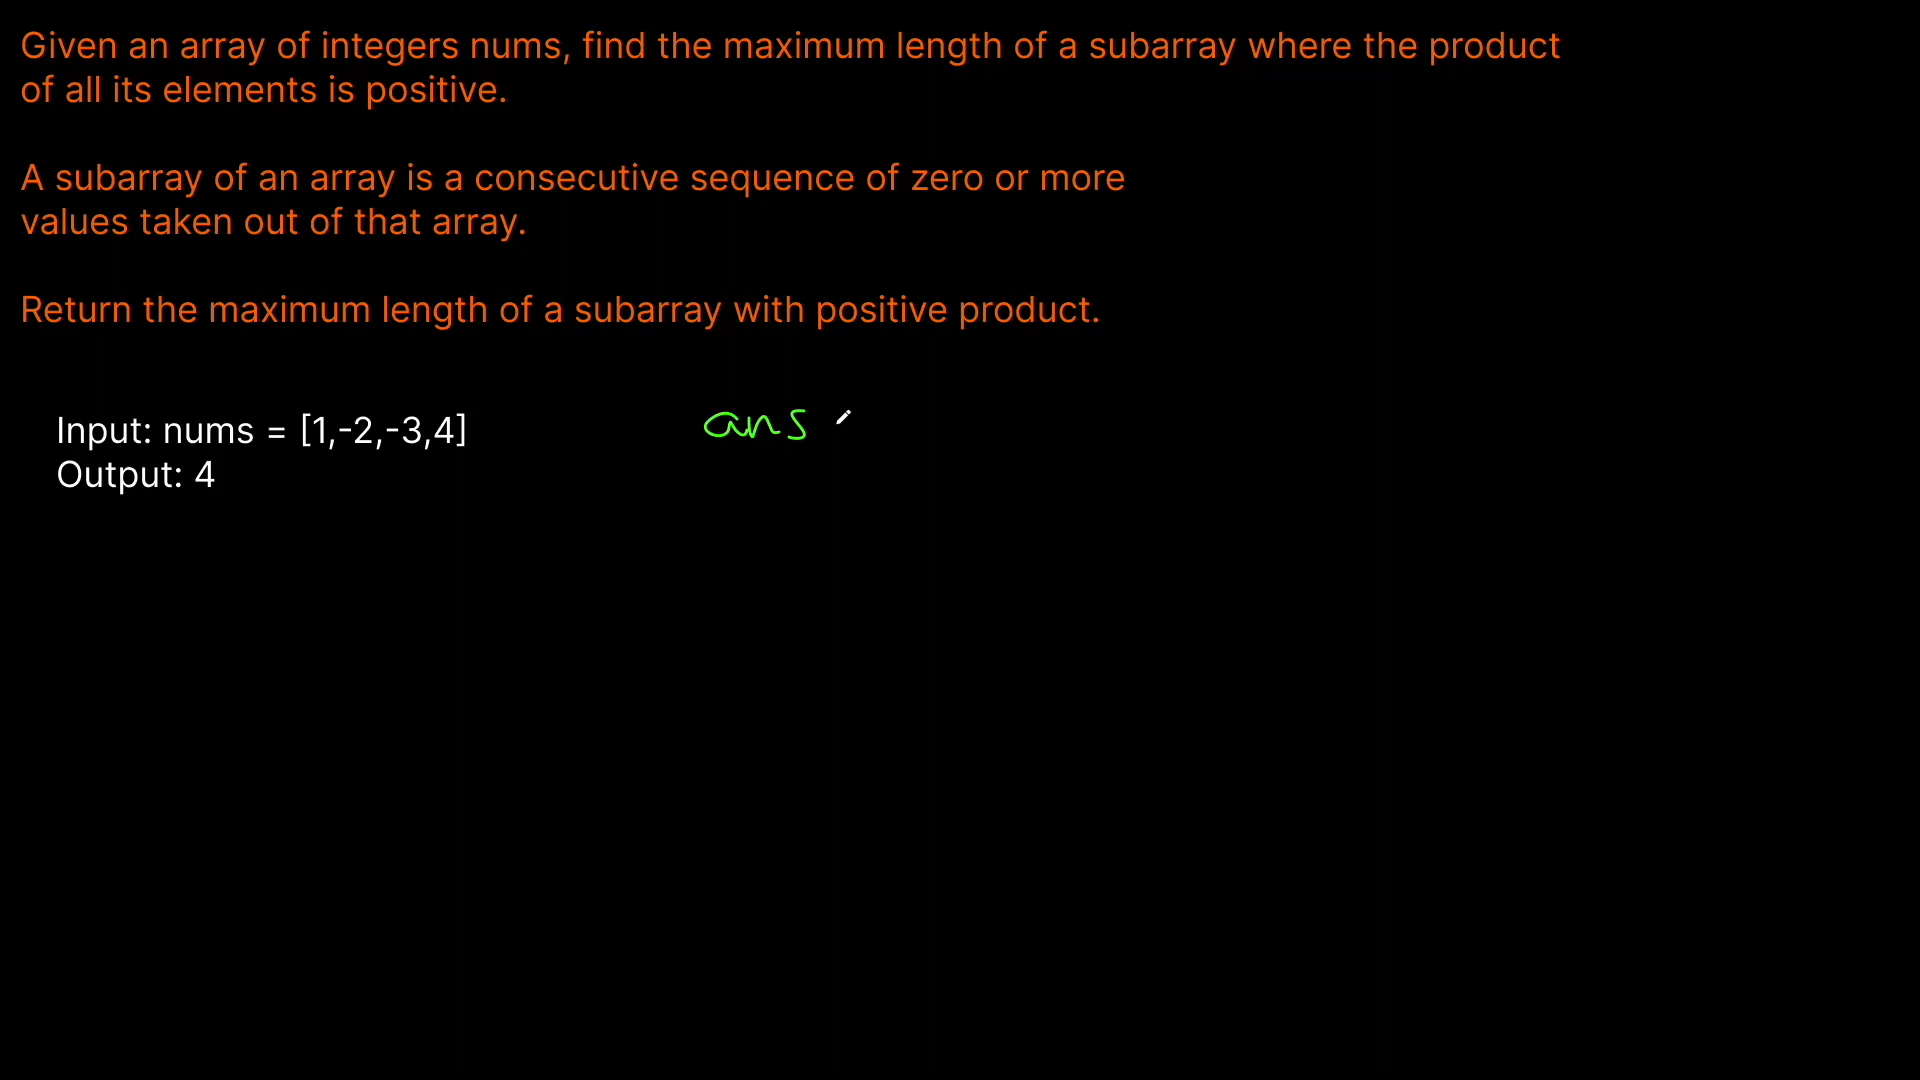 Given an array of integers nums, find the maximum length of a subarray where the product
of all its elements is positive.
A subarray of an array is a consecutive sequence of zero or more
values taken out of that array.
Return the maximum length of a subarray with positive product.
Input: nums = [1,-2,-3,4]
ans
Output: 4